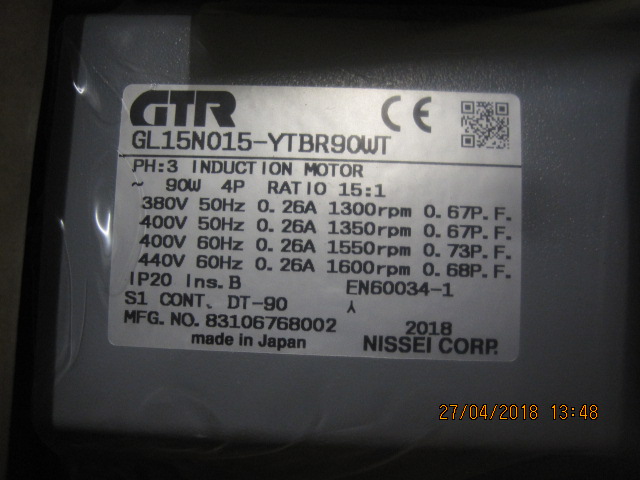 GTR CE
GL15N015-YTBR90WT
PH:3 INDUCTION MOTOR
~ 90W 4P RATIO 15:1
380V 50Hz 0.26A 1300rpm 0.67P.F.
400V 50Hz 0.26A 1350rpm 0.67P.F.
400V 60Hz 0.26A 1550rpm 0.73P.F.
440V 60Hz 0.26A 1600rpm 0.68P.F.
IP20 Ins.B EN60034-1
S1 CONT. DT-90
MFG.NO.83106768002 2018
made in Japan NISSEI CORP.
27/04/2018 13:48